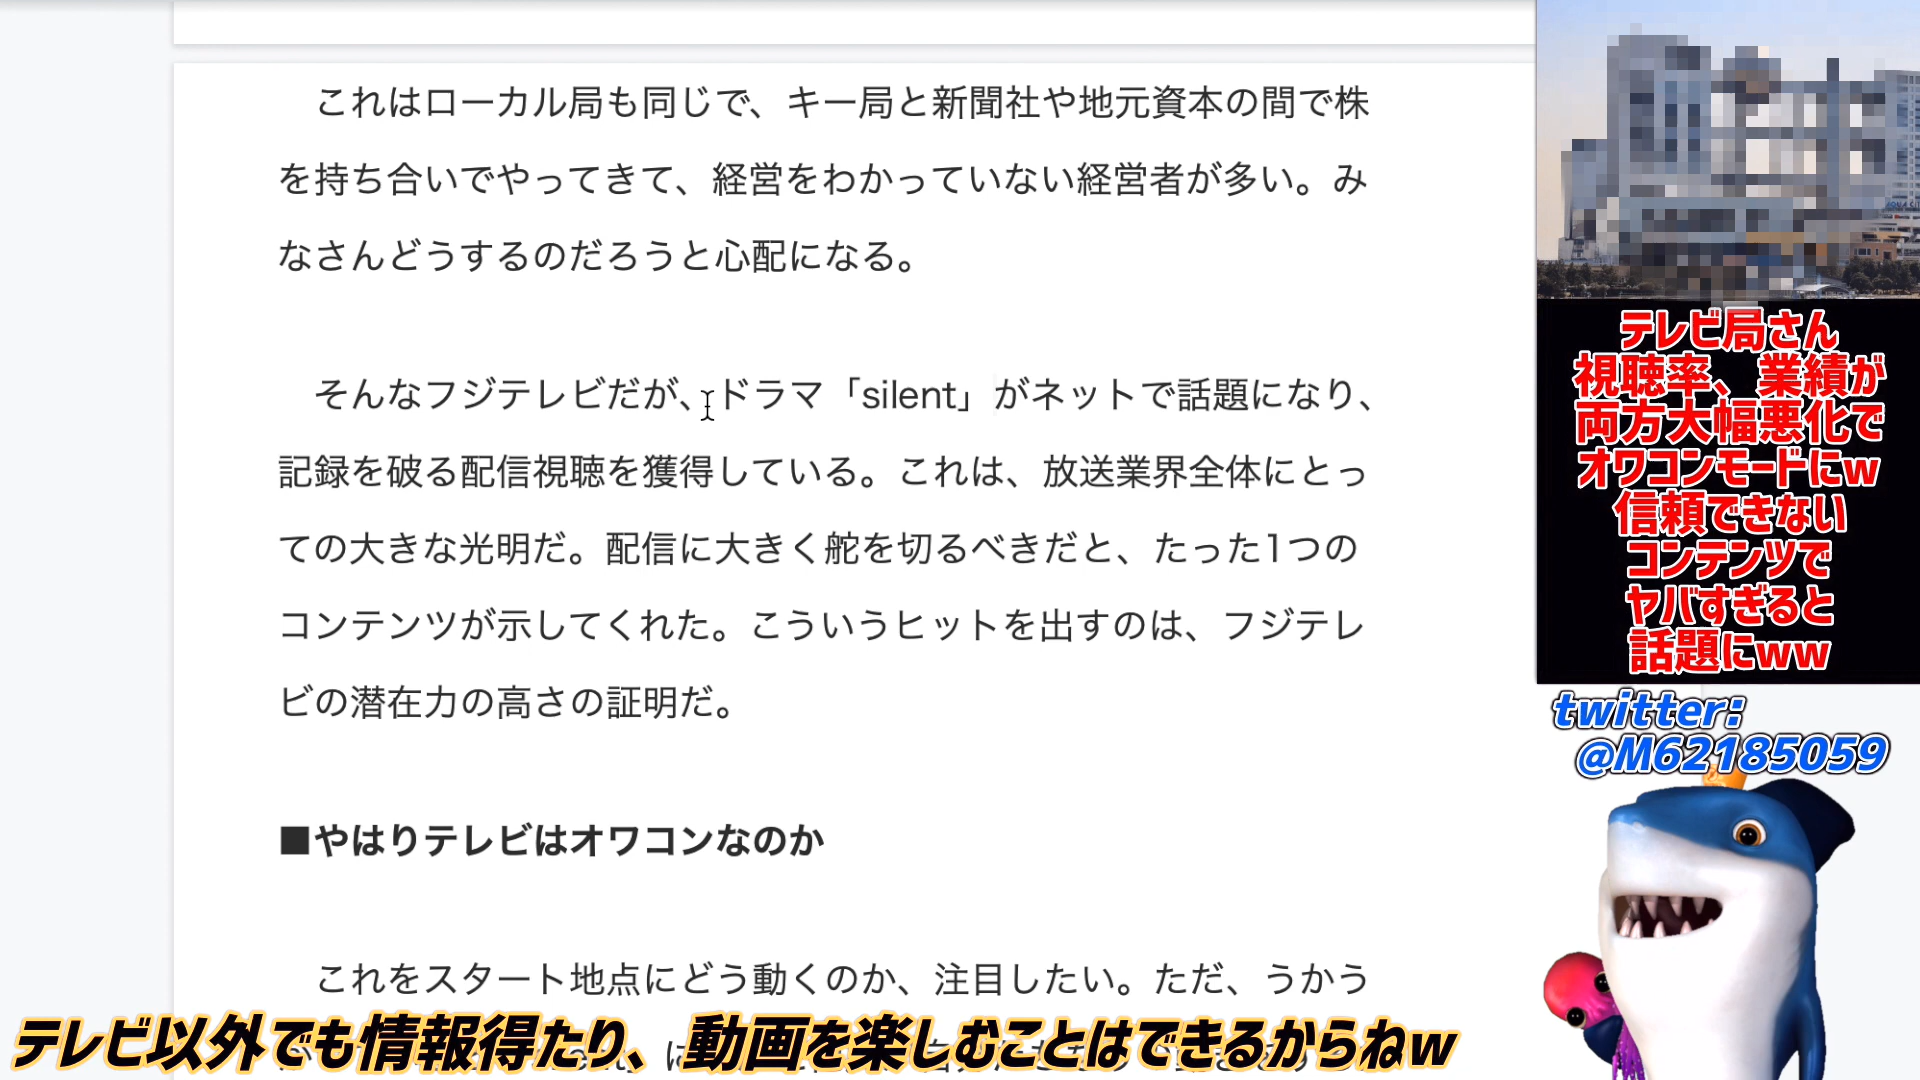 これはローカル局も同じで、キー局と新聞社や地元資本の間で株
を持ち合いでやってきて、経営をわかっていない経営者が多い。み
なさんどうするのだろうと心配になる。
そんなフジテレビだが、ドラマ「silent」がネットで話題になり、
記録を破る配信視聴を獲得している。これは、放送業界全体にとっ
ての大きな光明だ。配信に大きく舵を切るべきだと、たった1つの
コンテンツが示してくれた。こういうヒットを出すのは、フジテレ
ビの潜在力の高さの証明だ。
■やはりテレビはオワコンなのか
これをスタート地点にどう動くのか、注目したい。ただ、うかう
テレビ以外でも情報得たり、動画を楽しむことはできるからねw
テレビ局さん
視聴率、業績が
両方大幅悪化で
オワコンモードにw
信頼できない
コンテンツで
ヤバすぎると
話題にww
twitter:
@M62185059